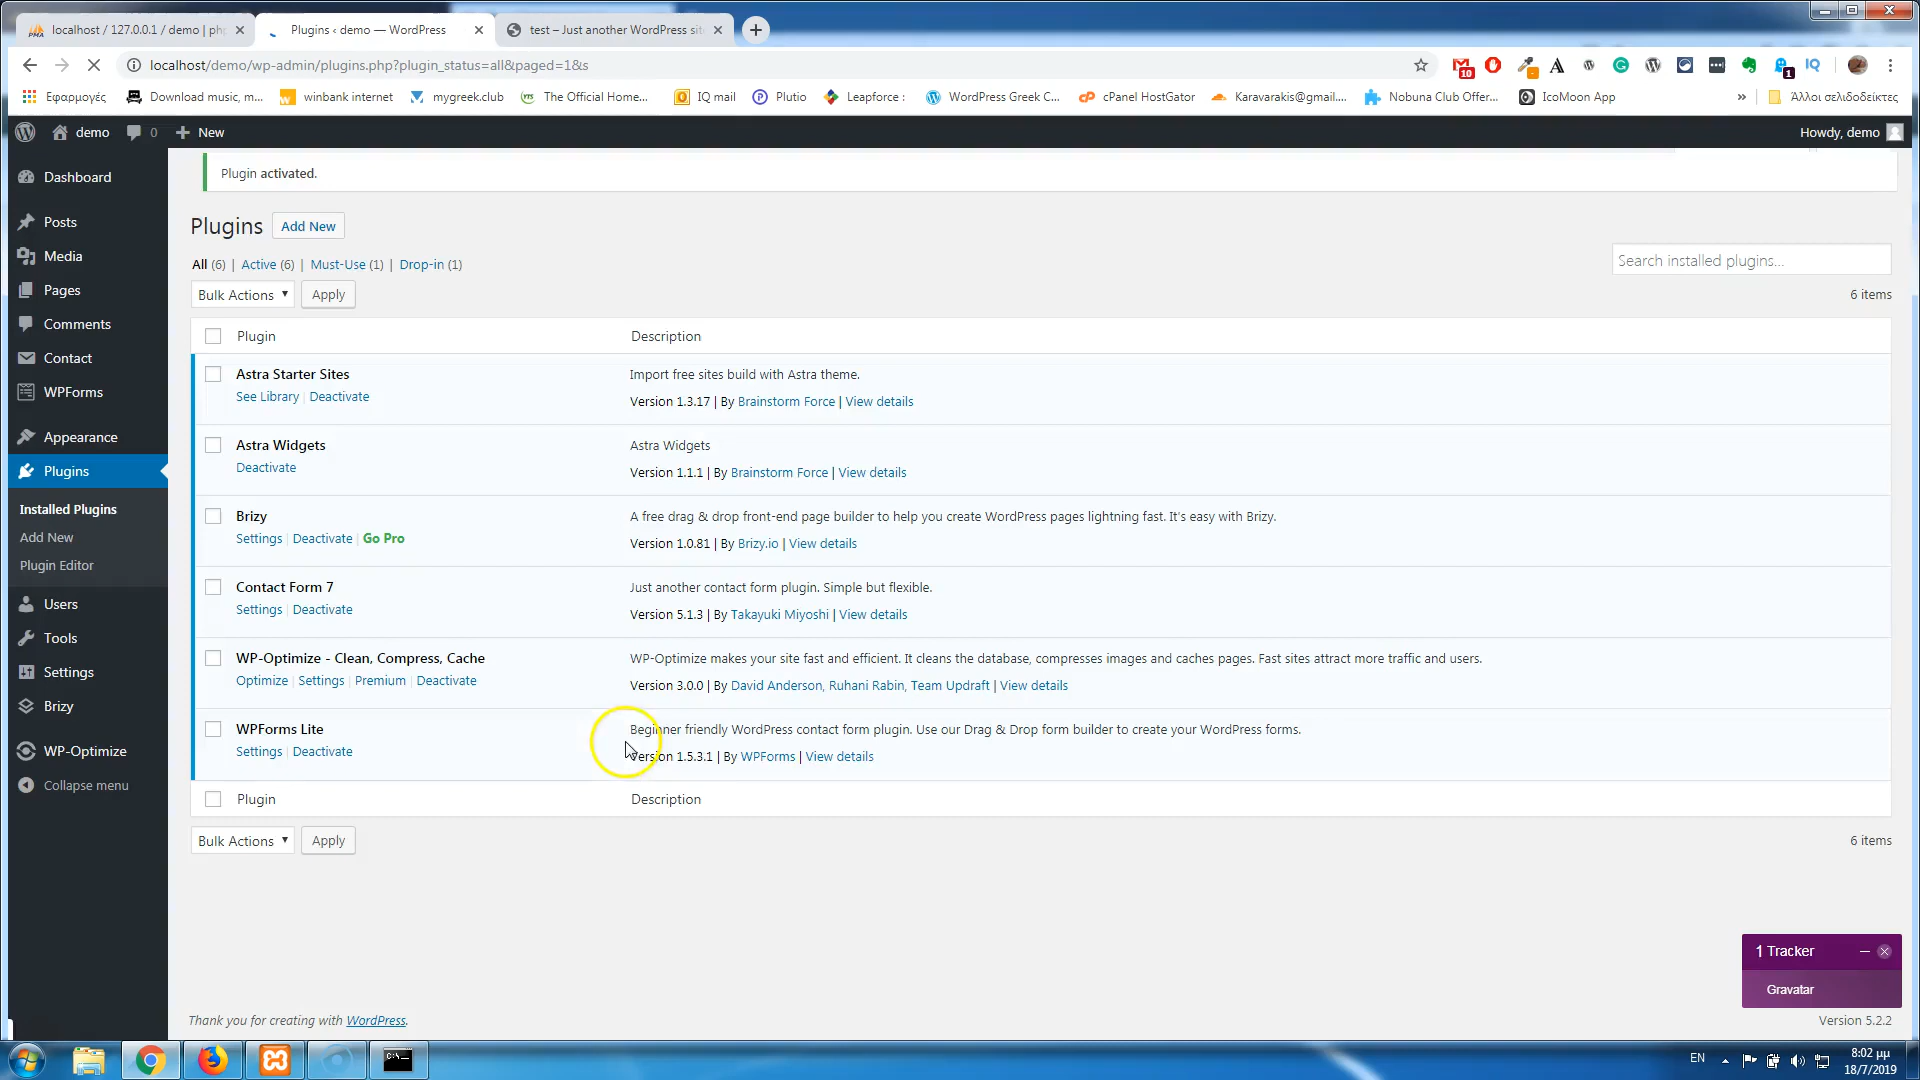 localhost / 127.0.0.1 / demo | ph
Plugins ‹ demo — WordPress
test – Just another WordPress sit
localhost/demo/wp-admin/plugins.php?plugin_status=all&paged=1&s
10
1
IQ
Εφαρμογές
Download music, m...
winbank internet
mygreek.club
The Official Home...
IQ mail
Plutio
Leapforce :
WordPress Greek C...
cPanel HostGator
Karavarakis@gmail....
Nobuna Club Offer...
IcoMoon App
»
Άλλοι σελιδοδείκτες
demo
0
New
Howdy, demo
Dashboard
Posts
Media
Pages
Comments
Contact
WPForms
Appearance
Plugins
Installed Plugins
Add New
Plugin Editor
Users
Tools
Settings
Brizy
WP-Optimize
Collapse menu
Plugin activated.
Plugins Add New
All (6) | Active (6) | Must-Use (1) | Drop-in (1)
Search installed plugins...
Bulk Actions Apply
6 items
Plugin Description
Astra Starter Sites
See Library | Deactivate
Import free sites build with Astra theme.
Version 1.3.17 | By Brainstorm Force | View details
Astra Widgets
Deactivate
Astra Widgets
Version 1.1.1 | By Brainstorm Force | View details
Brizy
Settings | Deactivate | Go Pro
A free drag & drop front-end page builder to help you create WordPress pages lightning fast. It's easy with Brizy.
Version 1.0.81 | By Brizy.io | View details
Contact Form 7
Settings | Deactivate
Just another contact form plugin. Simple but flexible.
Version 5.1.3 | By Takayuki Miyoshi | View details
WP-Optimize - Clean, Compress, Cache
Optimize | Settings | Premium | Deactivate
WP-Optimize makes your site fast and efficient. It cleans the database, compresses images and caches pages. Fast sites attract more traffic and users.
Version 3.0.0 | By David Anderson, Ruhani Rabin, Team Updraft | View details
WPForms Lite
Settings | Deactivate
Beginner friendly WordPress contact form plugin. Use our Drag & Drop form builder to create your WordPress forms.
Version 1.5.3.1 | By WPForms | View details
Plugin Description
Bulk Actions Apply
6 items
1 Tracker
Gravatar
Thank you for creating with WordPress.
Version 5.2.2
EN
8:02 μμ
18/7/2019